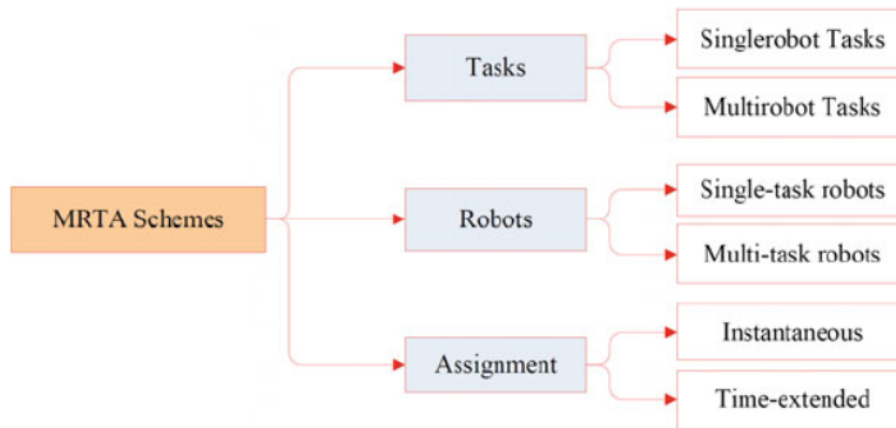 MRTA Schemes
Tasks
Singlerobot Tasks
Multirobot Tasks
Robots
Single-task robots
Multi-task robots
Assignment
Instantaneous
Time-extended